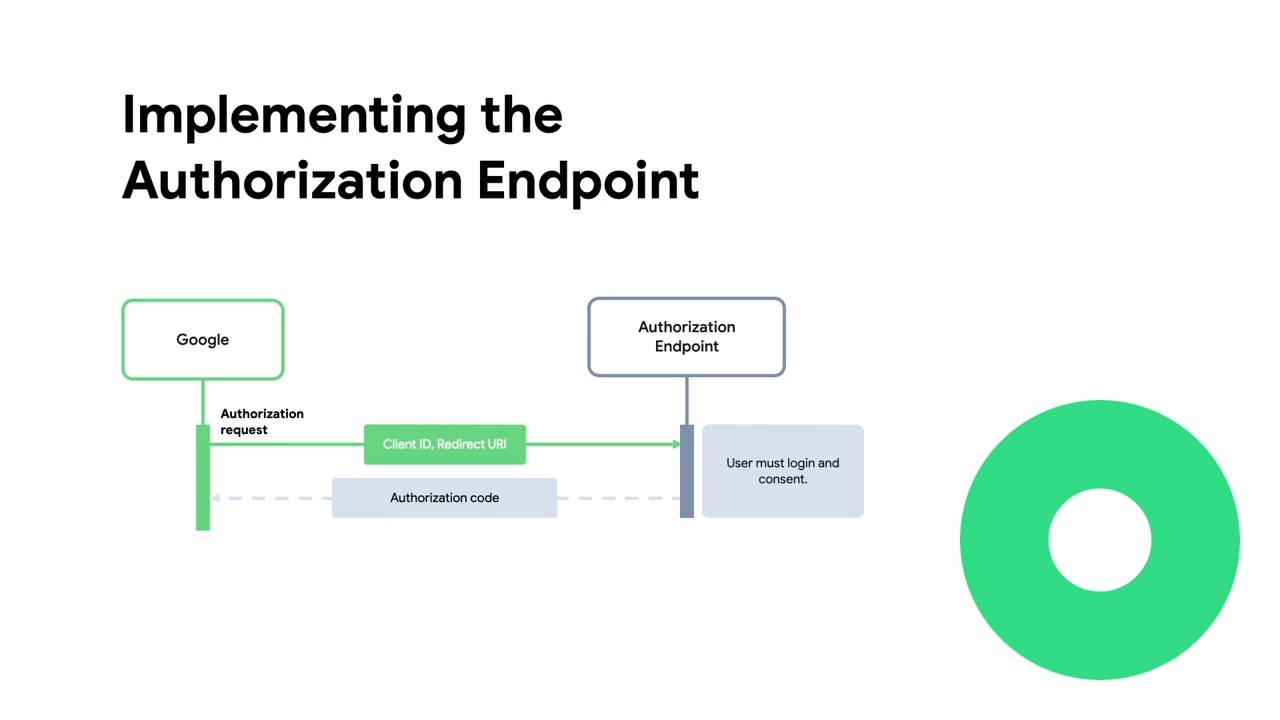 Implementing the
Authorization Endpoint
Google
Authorization
Endpoint
Authorization
request
Client ID, Redirect URI
User must login and
consent.
Authorization code